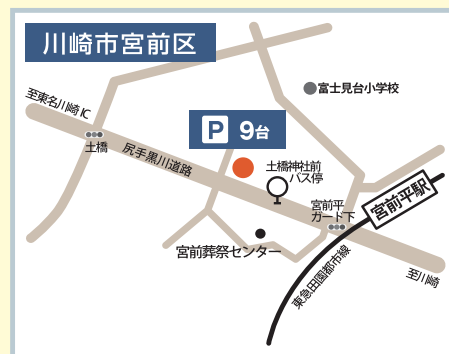 川崎市宮前区
富士見台小学校
至東名川崎IC
P 9台
土橋
尻手黒川道路
土橋神社前
バス停
宮前平
ガード下
宮前平駅
宮前葬祭センター
東急田園都市線
至川崎